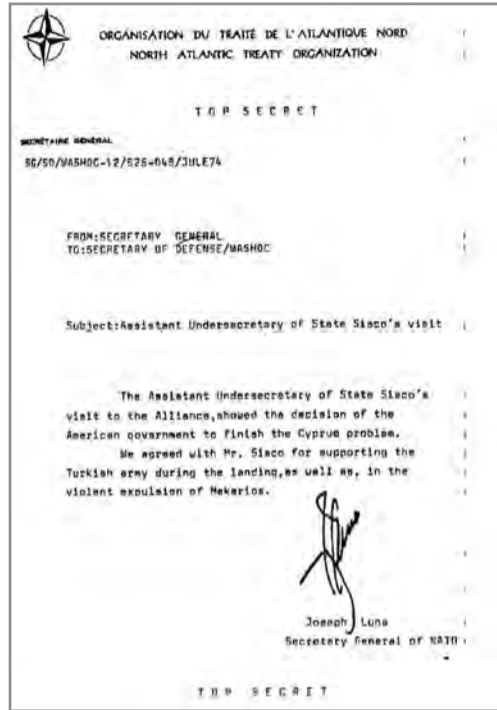 ORGANISATION DU TRAITÉ DE L'ATLANTIQUE NORD
NORTH ATLANTIC TREATY ORGANIZATION
TOP SECRET
SECRÉTAIRE GENERAL
SG/SO/WASHDC-12/626-048/JULE74
FROM:SECRETARY GENERAL
TO:SECRETARY OF DEFENSE/WASHDC
Subject:Assistant Undersecretary of State Sisco's visit
The Assistant Undersecretary of State Sisco's
visit to the Alliance,showed the decision of the
American government to finish the Cyprus problem.
We agreed with Mr. Sisco for supporting the
Turkish army during the landing,as well as, in the
violent expulsion of Makarios.
Joseph Luns
Secretary General of NATO
TOP SECRET